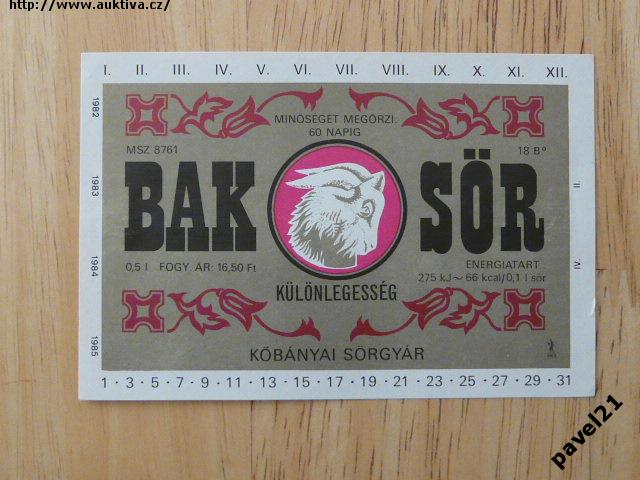 http://www.auktiva.cz/
I. II. III. IV. V. VI. VII. VIII. IX. X. XI. XII.
1982
1983
1984
1985
MINŐSÉGÉT MEGŐRZI:
60 NAPIG
MSZ 8761
18 B°
BAK SÖR
II.
IV.
0,5 l FOGY. ÁR: 16,50 Ft
ENERGIATART.
275 kJ~66 kcal/0,1 l sör
KÜLÖNLEGESSÉG
KŐBÁNYAI SÖRGYÁR
1 · 3 · 5 · 7 · 9 · 11 · 13 · 15 · 17 · 19 · 21 · 23 · 25 · 27 · 29 · 31
pavel21